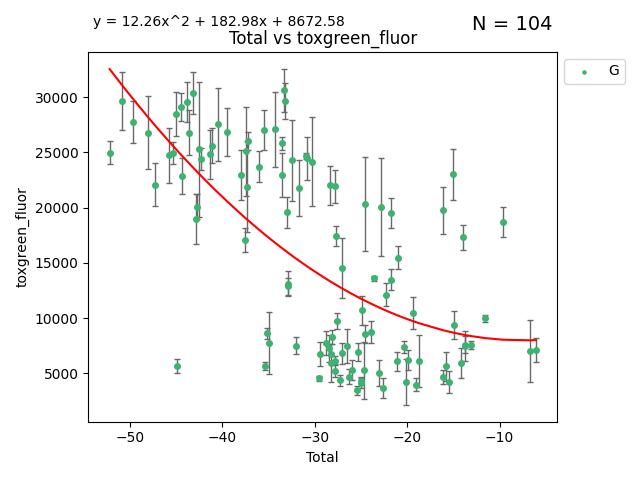 y = 12.26x^2 + 182.98x + 8672.58
N = 104
Total vs toxgreen_fluor
G
30000
25000
20000
15000
10000
5000
toxgreen_fluor
−50
−40
−30
−20
−10
Total